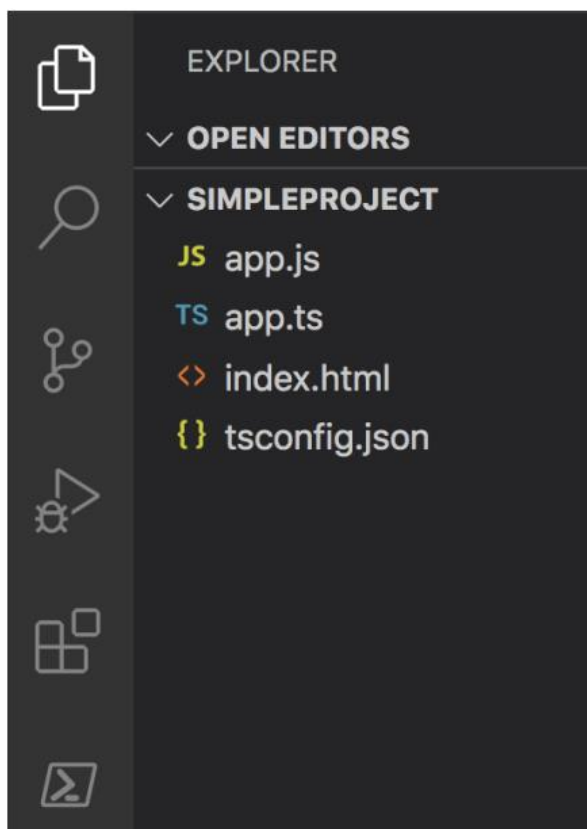 EXPLORER
OPEN EDITORS
SIMPLEPROJECT
JS app.js
TS app.ts
<> index.html
{} tsconfig.json